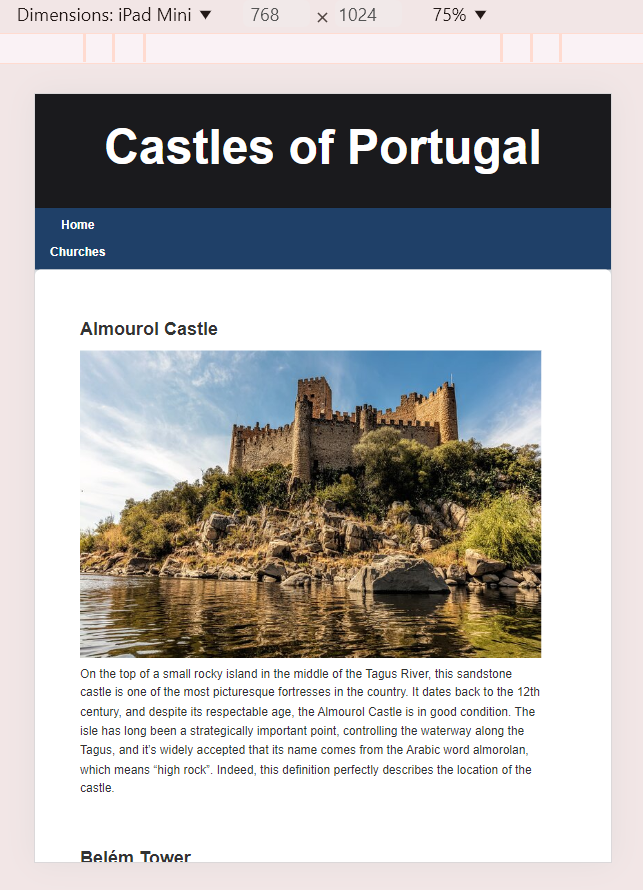 Dimensions: iPad Mini ▼ 768 × 1024 75% ▼
Castles of Portugal
Home
Churches
Almourol Castle
On the top of a small rocky island in the middle of the Tagus River, this sandstone
castle is one of the most picturesque fortresses in the country. It dates back to the 12th
century, and despite its respectable age, the Almourol Castle is in good condition. The
isle has long been a strategically important point, controlling the waterway along the
Tagus, and it’s widely accepted that its name comes from the Arabic word almorolan,
which means “high rock”. Indeed, this definition perfectly describes the location of the
castle.
Belém Tower